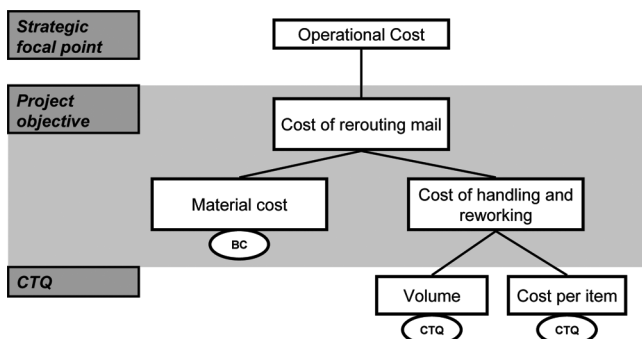 Strategic
focal point
Operational Cost
Project
objective
Cost of rerouting mail
Material cost
Cost of handling and
reworking
BC
CTQ
Volume
Cost per item
CTQ
CTQ